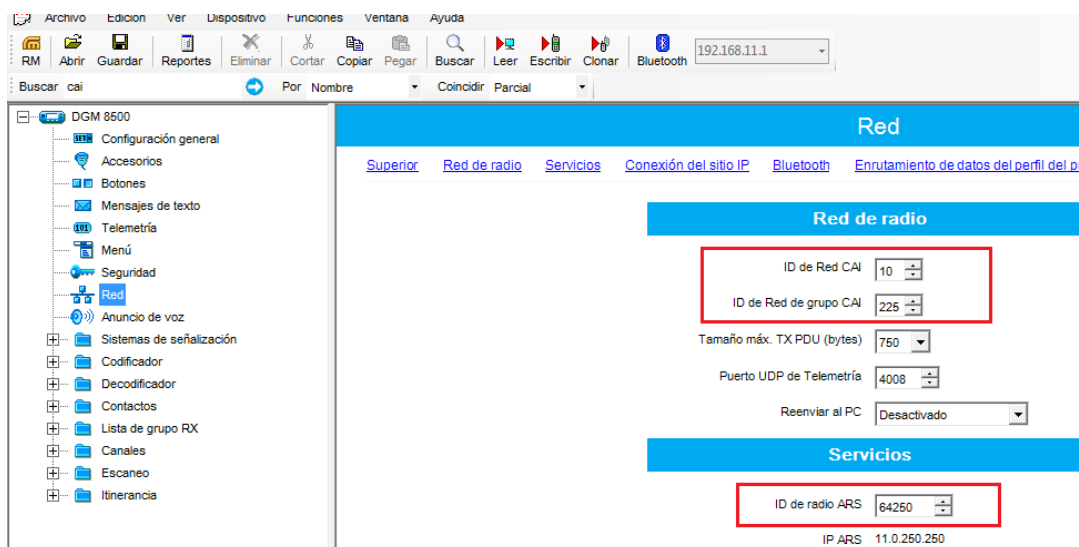 Archivo Edición Ver Dispositivo Funciones Ventana Ayuda
RM Abrir Guardar Reportes Eliminar Cortar Copiar Pegar Buscar Leer Escribir Clonar Bluetooth 192.168.11.1
Buscar cai Por Nombre Coincidir Parcial
DGM 8500
Configuración general
Accesorios
Botones
Mensajes de texto
Telemetría
Menú
Seguridad
Red
Anuncio de voz
Sistemas de señalización
Codificador
Decodificador
Contactos
Lista de grupo RX
Canales
Escaneo
Itinerancia
Red
Superior Red de radio Servicios Conexión del sitio IP Bluetooth Enrutamiento de datos del perfil del
Red de radio
ID de Red CAI 10
ID de Red de grupo CAI 225
Tamaño máx. TX PDU (bytes) 750
Puerto UDP de Telemetría 4008
Reenviar al PC Desactivado
Servicios
ID de radio ARS 64250
IP ARS 11.0.250.250